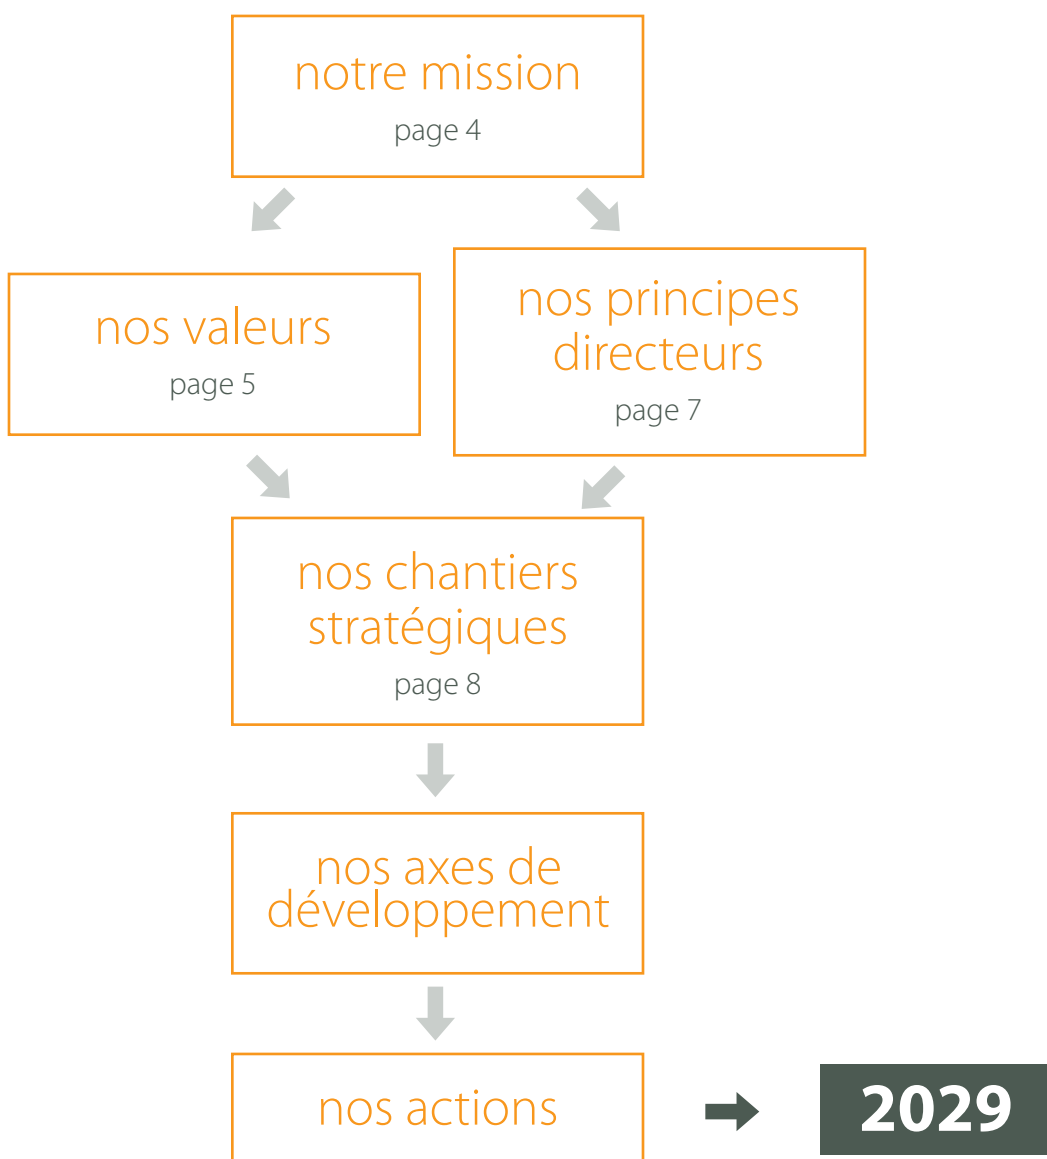 notre mission
page 4
nos valeurs
page 5
nos principes
directeurs
page 7
nos chantiers
stratégiques
page 8
nos axes de
développement
nos actions
2029